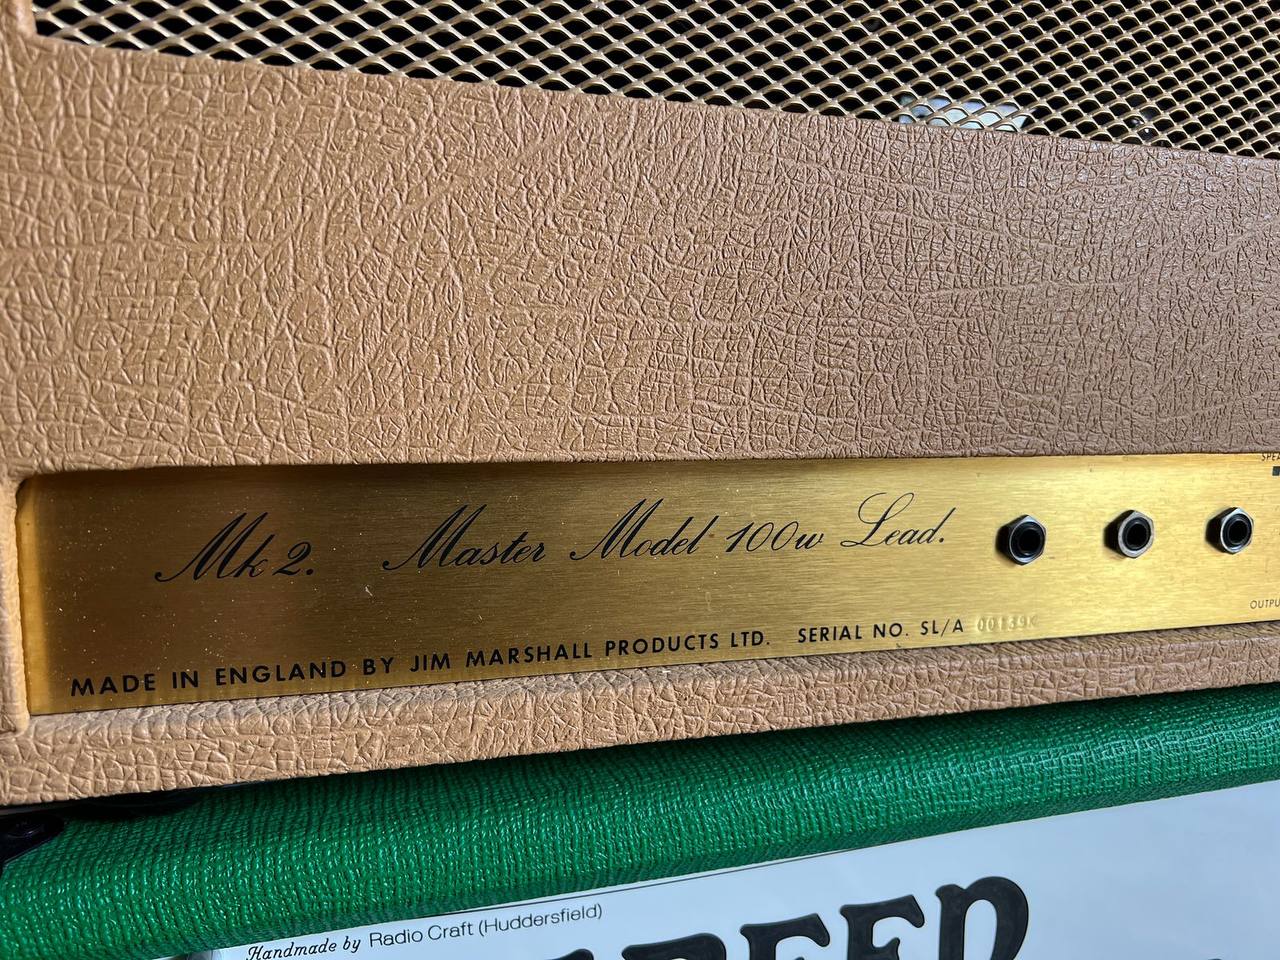 Mk 2. Master Model 100w Lead.
MADE IN ENGLAND BY JIM MARSHALL PRODUCTS LTD. SERIAL NO. SL/A
Handmade by Radio Craft (Huddersfield)